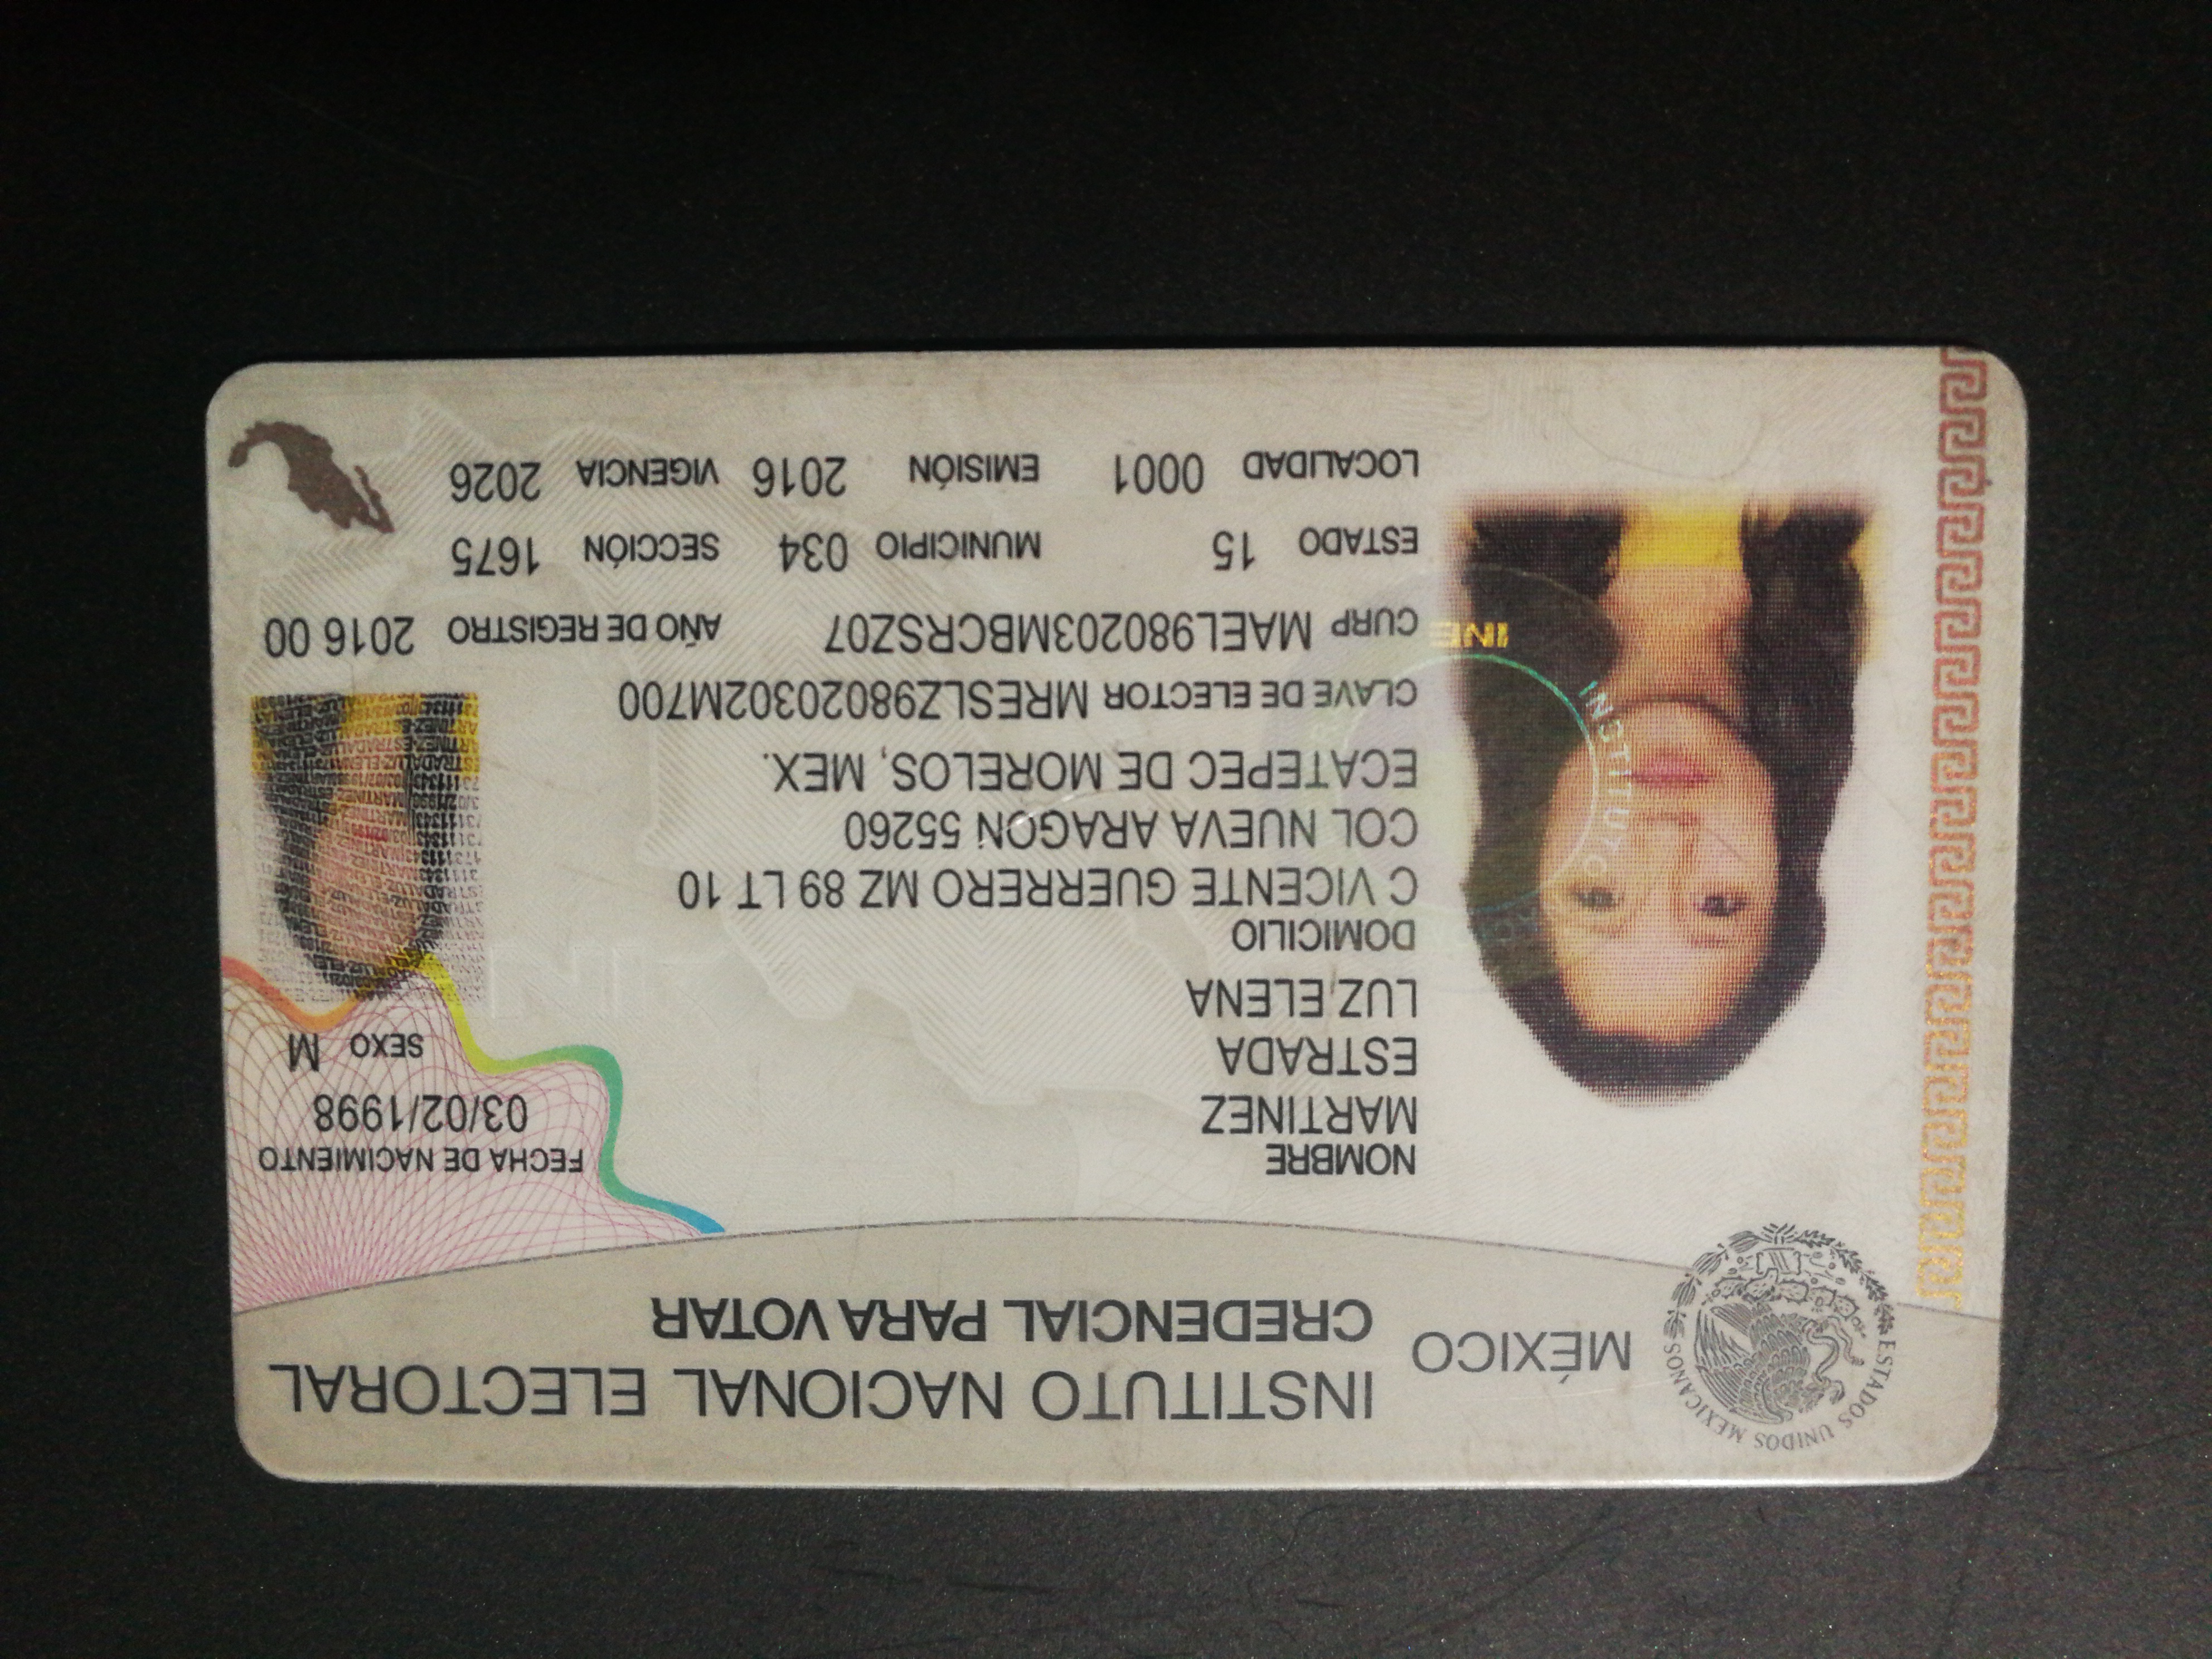 MÉXICO
INSTITUTO NACIONAL ELECTORAL
CREDENCIAL PARA VOTAR
ESTADOS UNIDOS MEXICANOS
NOMBRE
MARTINEZ
ESTRADA
LUZ ELENA
FECHA DE NACIMIENTO
03/02/1998
SEXO M
DOMICILIO
C VICENTE GUERRERO MZ 89 LT 10
COL NUEVA ARAGON 55260
ECATEPEC DE MORELOS, MEX.
CLAVE DE ELECTOR MRESLZ98020302M700
CURP MAEL980203MBCRSZ07 AÑO DE REGISTRO 2016 00
ESTADO 15 MUNICIPIO 034 SECCIÓN 1675
LOCALIDAD 0001 EMISIÓN 2016 VIGENCIA 2026
INE
INSTITUTO